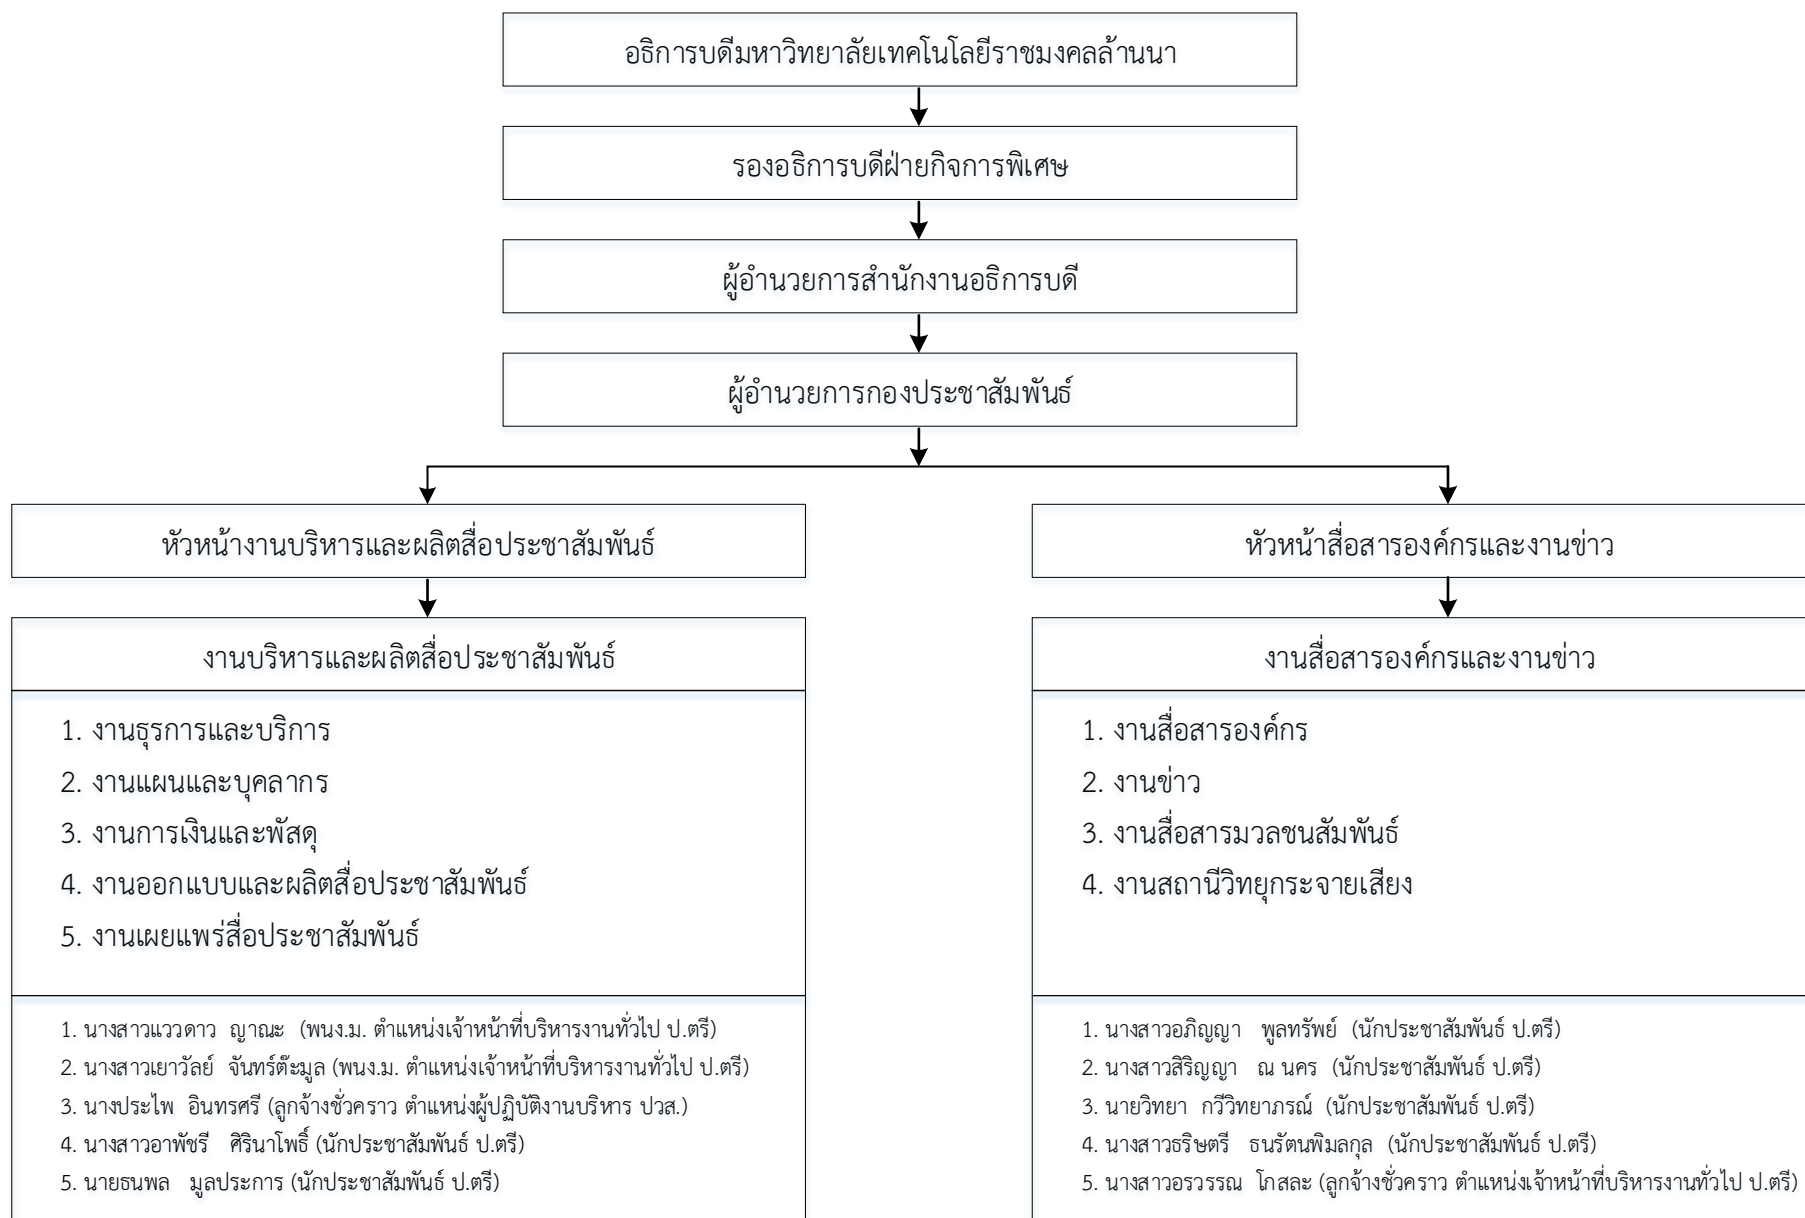 อธิการบดีมหาวิทยาลัยเทคโนโลยีราชมงคลล้านนา
รองอธิการบดีฝ่ายกิจการพิเศษ
ผู้อำนวยการสำนักงานอธิการบดี
ผู้อำนวยการกองประชาสัมพันธ์
หัวหน้างานบริหารและผลิตสื่อประชาสัมพันธ์
งานบริหารและผลิตสื่อประชาสัมพันธ์
1. งานธุรการและบริการ
2. งานแผนและบุคลากร
3. งานการเงินและพัสดุ
4. งานออกแบบและผลิตสื่อประชาสัมพันธ์
5. งานเผยแพร่สื่อประชาสัมพันธ์
1. นางสาวแววดาว ญาณะ (พนง.ม. ตำแหน่งเจ้าหน้าที่บริหารงานทั่วไป ป.ตรี)
2. นางสาวเยาวัลย์ จันทร์ต๊ะมูล (พนง.ม. ตำแหน่งเจ้าหน้าที่บริหารงานทั่วไป ป.ตรี)
3. นางประไพ อินทรศรี (ลูกจ้างชั่วคราว ตำแหน่งผู้ปฏิบัติงานบริหาร ปวส.)
4. นางสาวอาพัชรี ศิรินาโพธิ์ (นักประชาสัมพันธ์ ป.ตรี)
5. นายธนพล มูลประการ (นักประชาสัมพันธ์ ป.ตรี)
หัวหน้าสื่อสารองค์กรและงานข่าว
งานสื่อสารองค์กรและงานข่าว
1. งานสื่อสารองค์กร
2. งานข่าว
3. งานสื่อสารมวลชนสัมพันธ์
4. งานสถานีวิทยุกระจายเสียง
1. นางสาวอภิญญา พูลทรัพย์ (นักประชาสัมพันธ์ ป.ตรี)
2. นางสาวสิริญญา ณ นคร (นักประชาสัมพันธ์ ป.ตรี)
3. นายวิทยา กวีวิทยาภรณ์ (นักประชาสัมพันธ์ ป.ตรี)
4. นางสาวธริษตรี ธนรัตนพิมลกุล (นักประชาสัมพันธ์ ป.ตรี)
5. นางสาวอรวรรณ โกสละ (ลูกจ้างชั่วคราว ตำแหน่งเจ้าหน้าที่บริหารงานทั่วไป ป.ตรี)